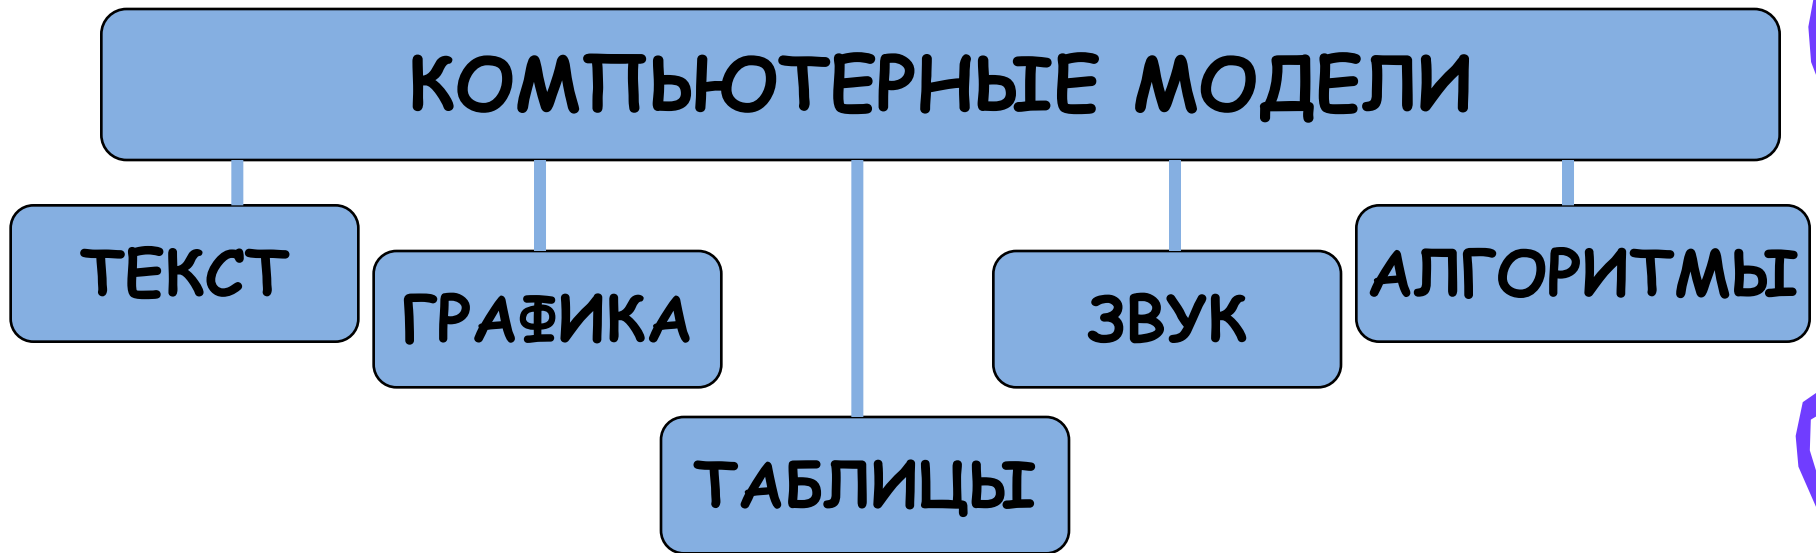 КОМПЬЮТЕРНЫЕ МОДЕЛИ
ТЕКСТ
ГРАФИКА
ТАБЛИЦЫ
ЗВУК
АЛГОРИТМЫ